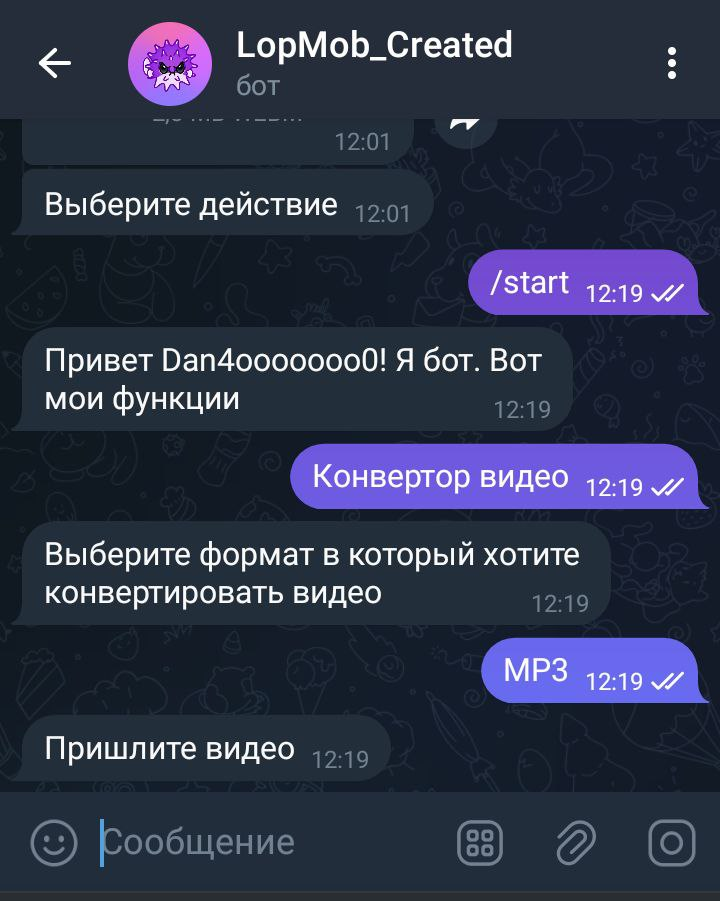 LopMob_Created
бот
12:01
Выберите действие 12:01
/start 12:19
Привет Dan4ooooooo0! Я бот. Вот
мои функции 12:19
Конвертор видео 12:19
Выберите формат в который хотите
конвертировать видео 12:19
MP3 12:19
Пришлите видео 12:19
Сообщение